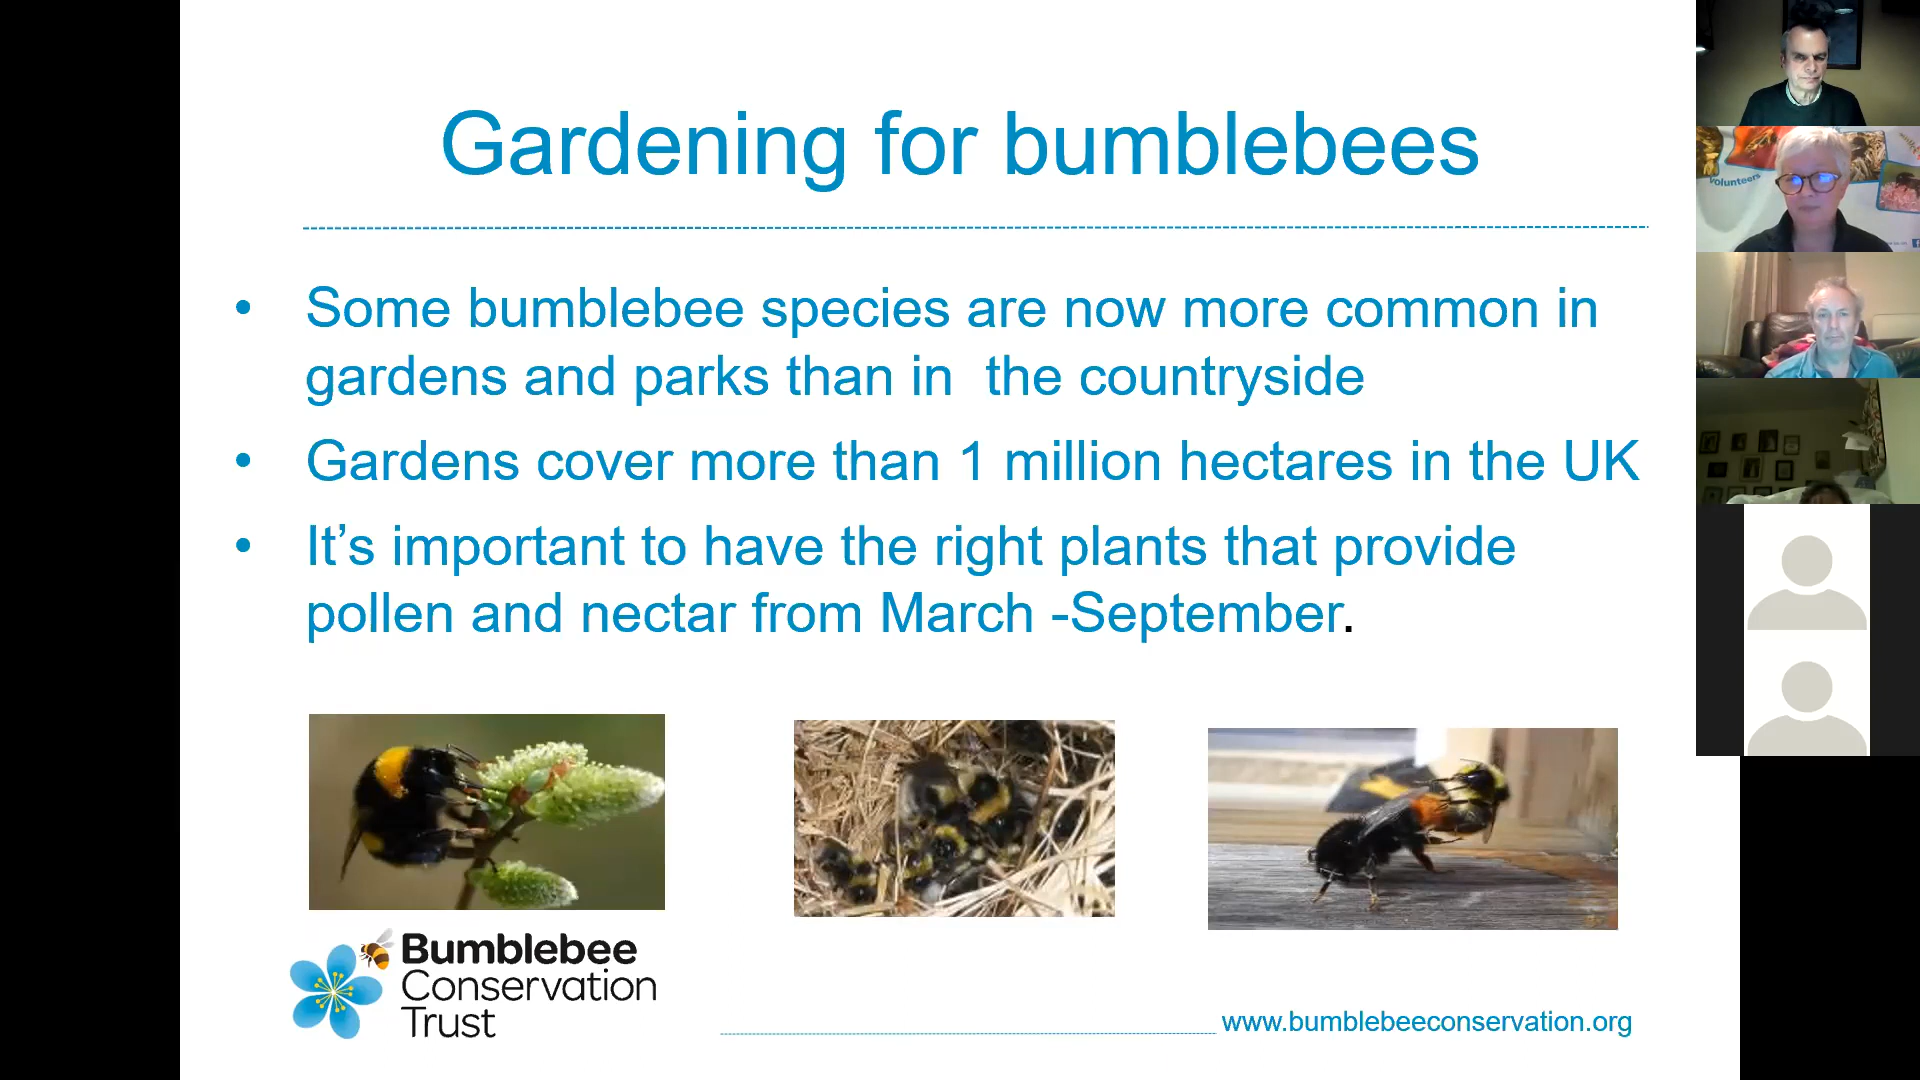 Gardening for bumblebees
• Some bumblebee species are now more common in
gardens and parks than in  the countryside
• Gardens cover more than 1 million hectares in the UK
• It’s important to have the right plants that provide
pollen and nectar from March -September.
Bumblebee
Conservation
Trust
www.bumblebeeconservation.org
volunteers